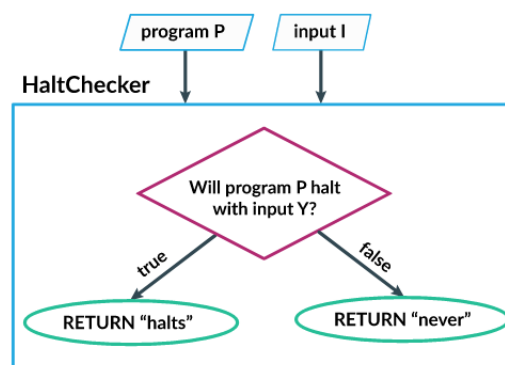 program P
input I
HaltChecker
Will program P halt
with input Y?
true
false
RETURN “halts”
RETURN “never”